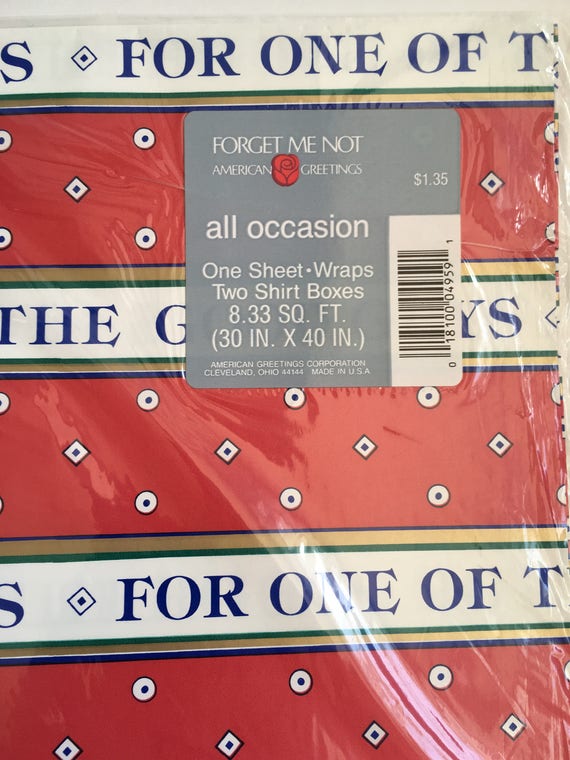 S FOR ONE OF T
FORGET ME NOT
AMERICAN GREETINGS
$1.35
all occasion
One Sheet • Wraps
Two Shirt Boxes
8.33 SQ. FT.
(30 IN. X 40 IN.)
AMERICAN GREETINGS CORPORATION
CLEVELAND, OHIO 44144 MADE IN U.S.A
0 18100 04959 1
THE G YS
S FOR ONE OF T